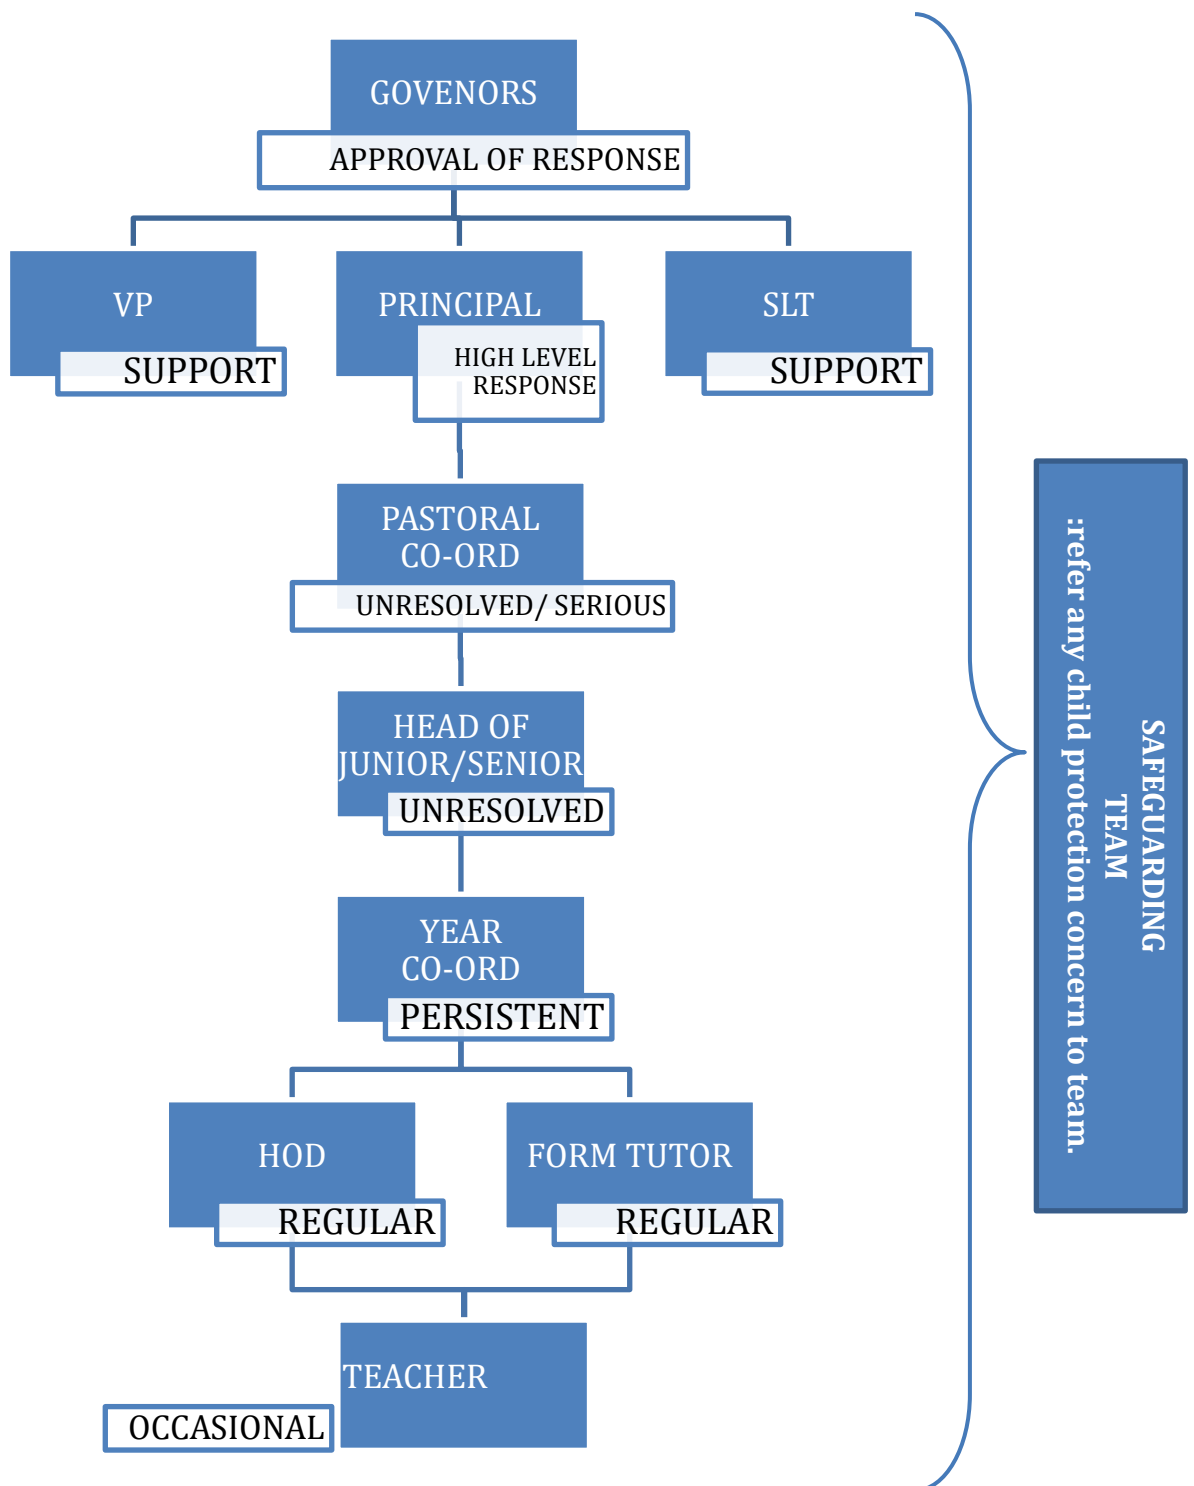 GOVENORS
APPROVAL OF RESPONSE
VP
SUPPORT
PRINCIPAL
HIGH LEVEL
RESPONSE
SLT
SUPPORT
PASTORAL
CO-ORD
UNRESOLVED/ SERIOUS
HEAD OF
JUNIOR/SENIOR
UNRESOLVED
YEAR
CO-ORD
PERSISTENT
HOD
REGULAR
FORM TUTOR
REGULAR
TEACHER
OCCASIONAL
SAFEGUARDING
TEAM
:refer any child protection concern to team.